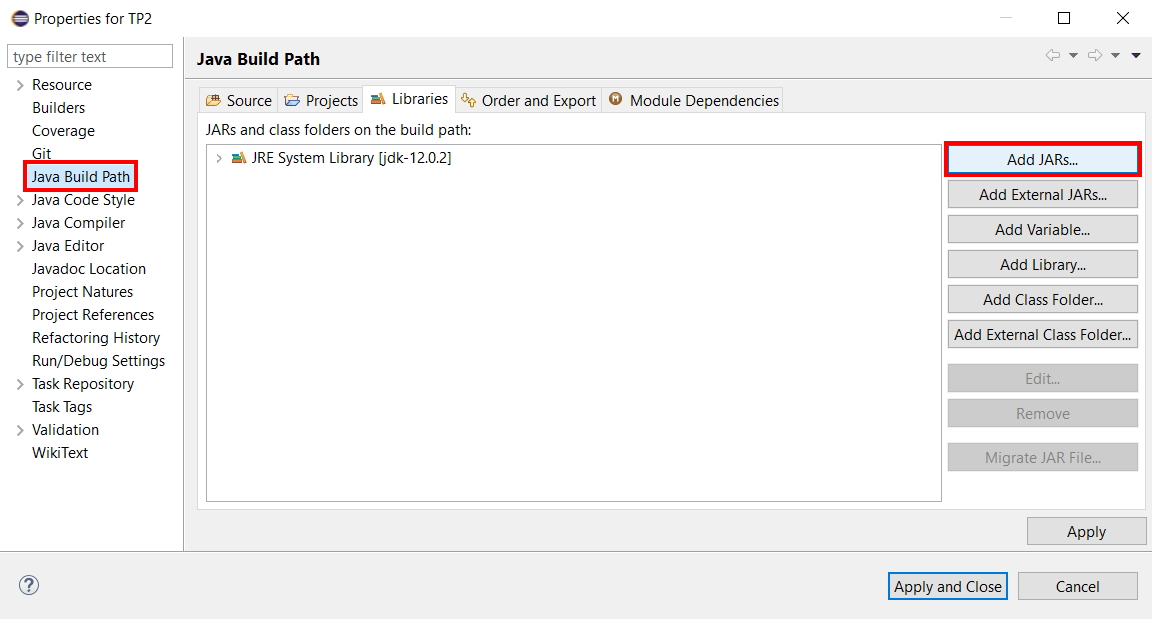 Properties for TP2
type filter text
Resource
Builders
Coverage
Git
Java Build Path
Java Code Style
Java Compiler
Java Editor
Javadoc Location
Project Natures
Project References
Refactoring History
Run/Debug Settings
Task Repository
Task Tags
Validation
WikiText
Java Build Path
Source Projects Libraries Order and Export Module Dependencies
JARs and class folders on the build path:
JRE System Library [jdk-12.0.2]
Add JARs...
Add External JARs...
Add Variable...
Add Library...
Add Class Folder...
Add External Class Folder...
Edit...
Remove
Migrate JAR File...
Apply
Apply and Close Cancel